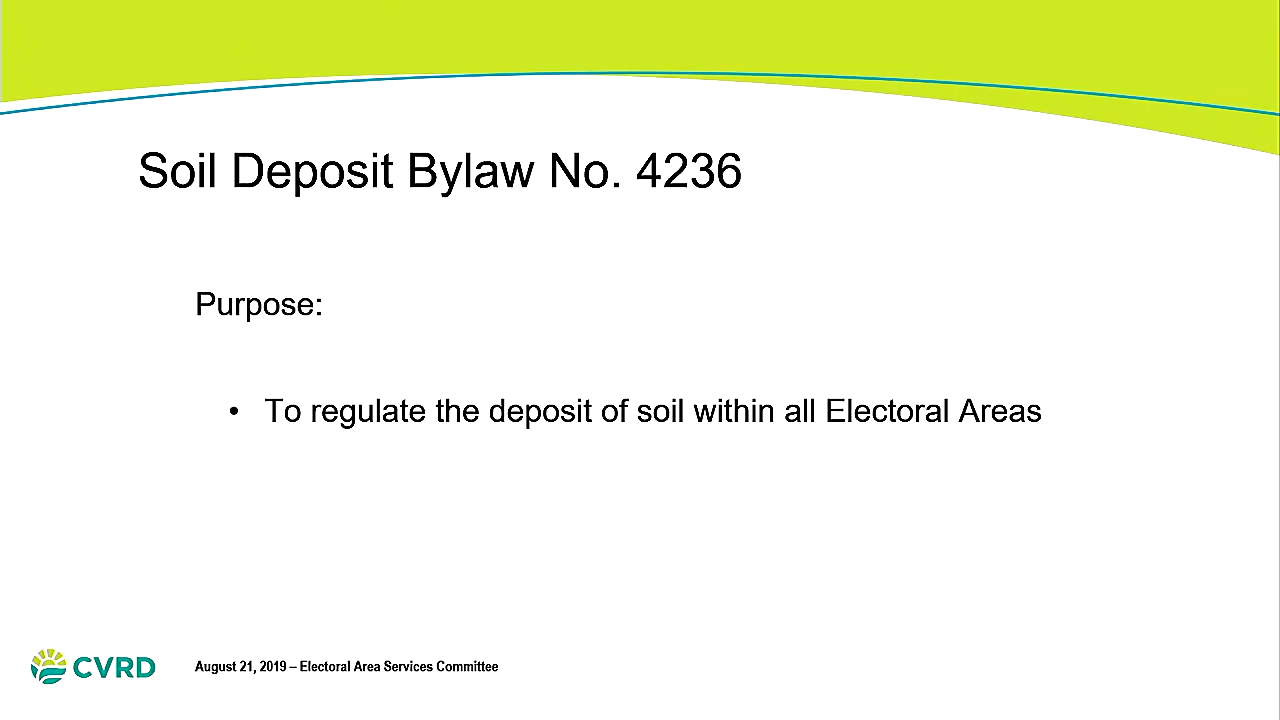 Soil Deposit Bylaw No. 4236
Purpose:
• To regulate the deposit of soil within all Electoral Areas
CVRD
August 21, 2019 – Electoral Area Services Committee